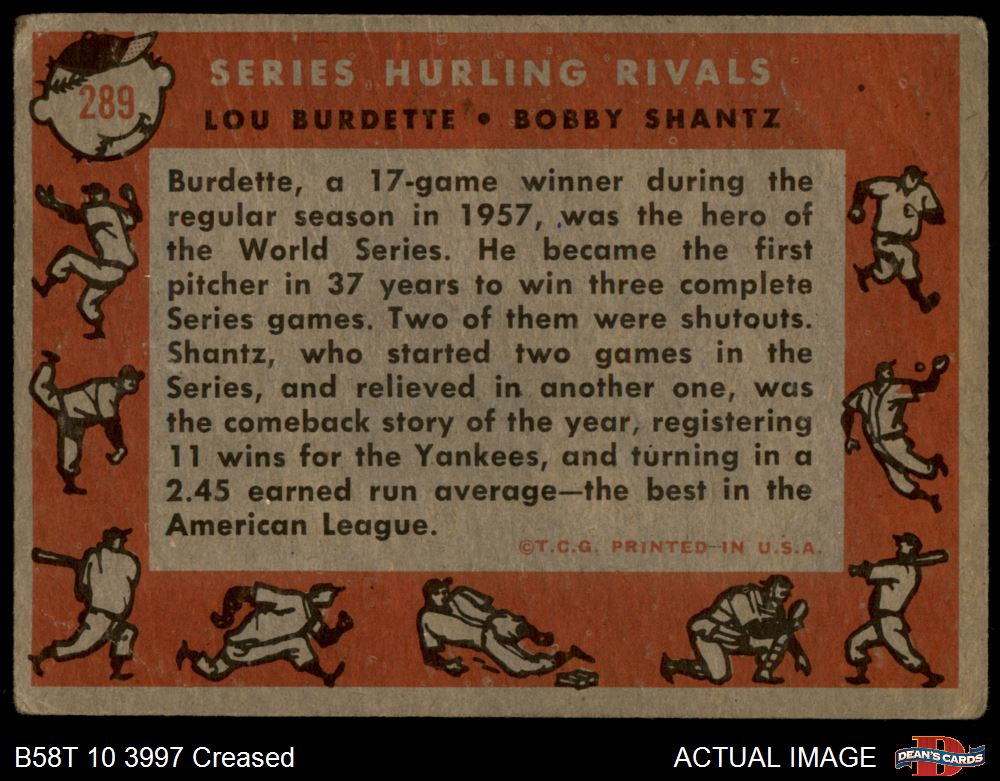 289
SERIES HURLING RIVALS
LOU BURDETTE • BOBBY SHANTZ
Burdette, a 17-game winner during the
regular season in 1957, was the hero of
the World Series. He became the first
pitcher in 37 years to win three complete
Series games. Two of them were shutouts.
Shantz, who started two games in the
Series, and relieved in another one, was
the comeback story of the year, registering
11 wins for the Yankees, and turning in a
2.45 earned run average—the best in the
American League.
©T.C.G. PRINTED IN U.S.A.
B58T 10 3997 Creased
ACTUAL IMAGE
D
DEAN'S CARDS